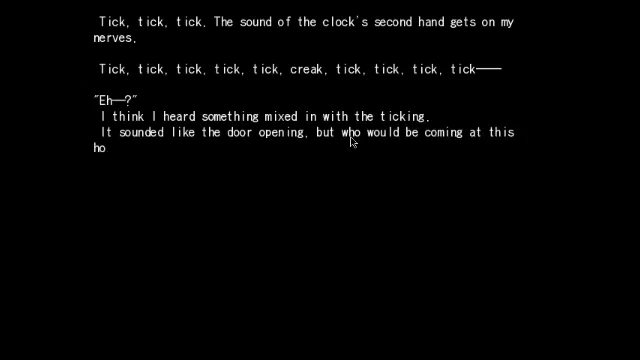 Tick, tick, tick. The sound of the clock's second hand gets on my
nerves.
Tick, tick, tick, tick, tick, creak, tick, tick, tick, tick——
"Eh—?"
I think I heard something mixed in with the ticking.
It sounded like the door opening, but who would be coming at this
ho